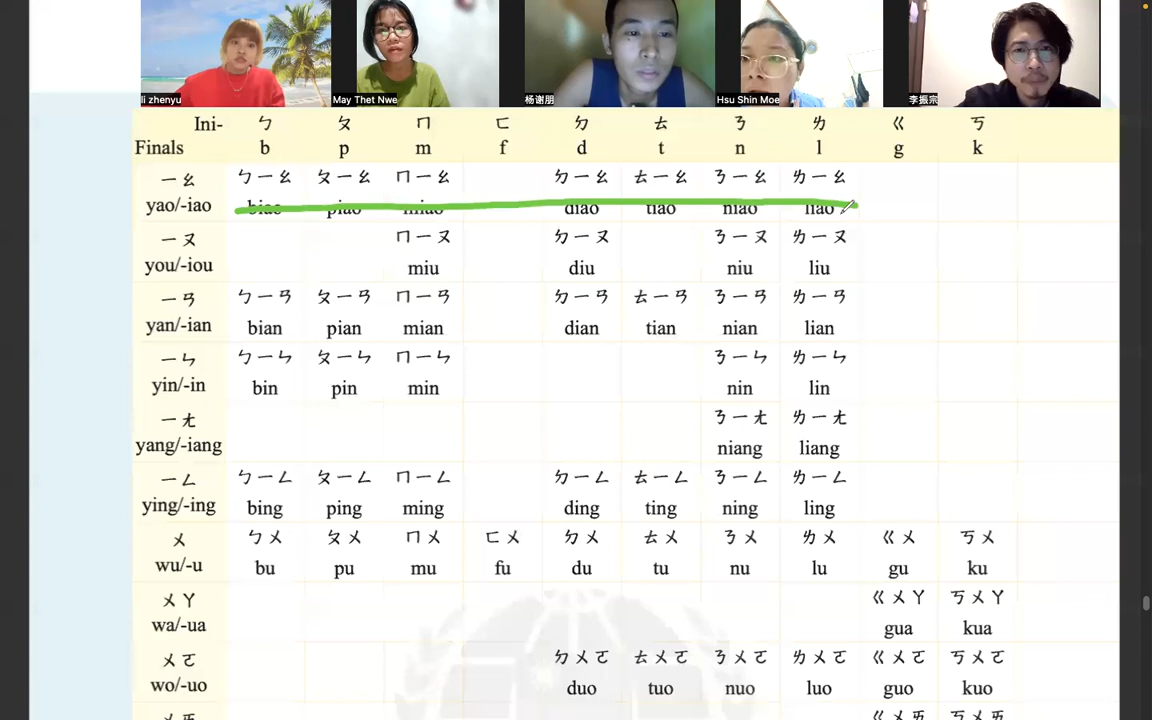 li zhenyu
May Thet Nwe
杨谢朋
Hsu Shin Moe
李振宗
Ini- ㄅ ㄆ ㄇ ㄈ ㄉ ㄊ ㄋ ㄌ ㄍ ㄎ
Finals b p m f d t n l g k
ㄧㄠ ㄅㄧㄠ ㄆㄧㄠ ㄇㄧㄠ ㄉㄧㄠ ㄊㄧㄠ ㄋㄧㄠ ㄌㄧㄠ
yao/-iao biao piao miao diao tiao niao liao
ㄧㄡ ㄇㄧㄡ ㄉㄧㄡ ㄋㄧㄡ ㄌㄧㄡ
you/-iou miu diu niu liu
ㄧㄢ ㄅㄧㄢ ㄆㄧㄢ ㄇㄧㄢ ㄉㄧㄢ ㄊㄧㄢ ㄋㄧㄢ ㄌㄧㄢ
yan/-ian bian pian mian dian tian nian lian
ㄧㄣ ㄅㄧㄣ ㄆㄧㄣ ㄇㄧㄣ ㄋㄧㄣ ㄌㄧㄣ
yin/-in bin pin min nin lin
ㄧㄤ ㄋㄧㄤ ㄌㄧㄤ
yang/-iang niang liang
ㄧㄥ ㄅㄧㄥ ㄆㄧㄥ ㄇㄧㄥ ㄉㄧㄥ ㄊㄧㄥ ㄋㄧㄥ ㄌㄧㄥ
ying/-ing bing ping ming ding ting ning ling
ㄨ ㄅㄨ ㄆㄨ ㄇㄨ ㄈㄨ ㄉㄨ ㄊㄨ ㄋㄨ ㄌㄨ ㄍㄨ ㄎㄨ
wu/-u bu pu mu fu du tu nu lu gu ku
ㄨㄚ ㄍㄨㄚ ㄎㄨㄚ
wa/-ua gua kua
ㄨㄛ ㄉㄨㄛ ㄊㄨㄛ ㄋㄨㄛ ㄌㄨㄛ ㄍㄨㄛ ㄎㄨㄛ
wo/-uo duo tuo nuo luo guo kuo
ㄨㄞ ㄍㄨㄞ ㄎㄨㄞ